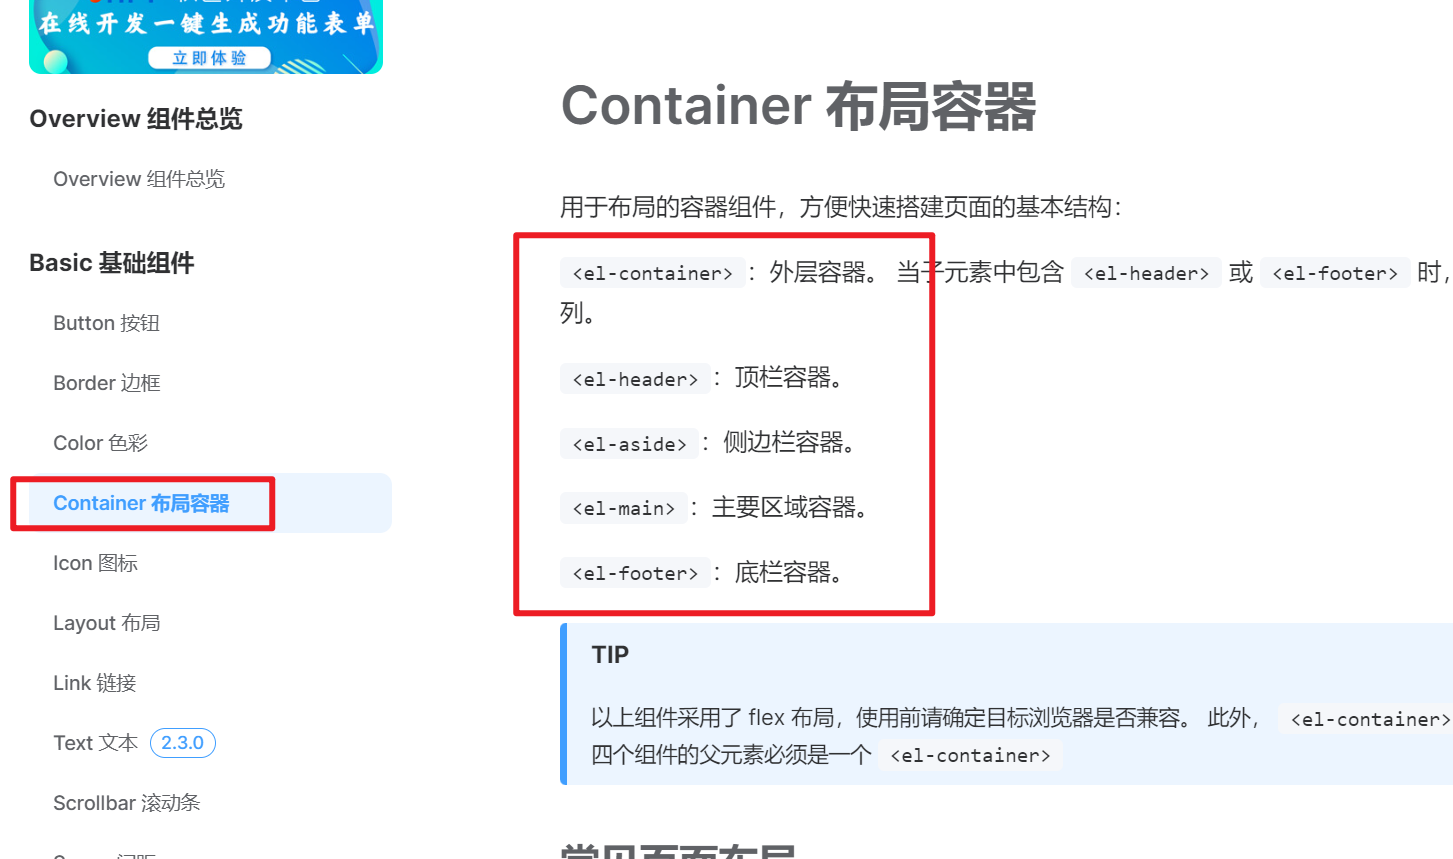 在线开发一键生成功能表单
立即体验
Overview 组件总览
Overview 组件总览
Basic 基础组件
Button 按钮
Border 边框
Color 色彩
Container 布局容器
Icon 图标
Layout 布局
Link 链接
Text 文本 2.3.0
Scrollbar 滚动条
Container 布局容器
用于布局的容器组件，方便快速搭建页面的基本结构：
<el-container>：外层容器。 当子元素中包含 <el-header> 或 <el-footer> 时，
列。
<el-header>：顶栏容器。
<el-aside>：侧边栏容器。
<el-main>：主要区域容器。
<el-footer>：底栏容器。
TIP
以上组件采用了 flex 布局，使用前请确定目标浏览器是否兼容。 此外， <el-container>
四个组件的父元素必须是一个 <el-container>
常见页面布局